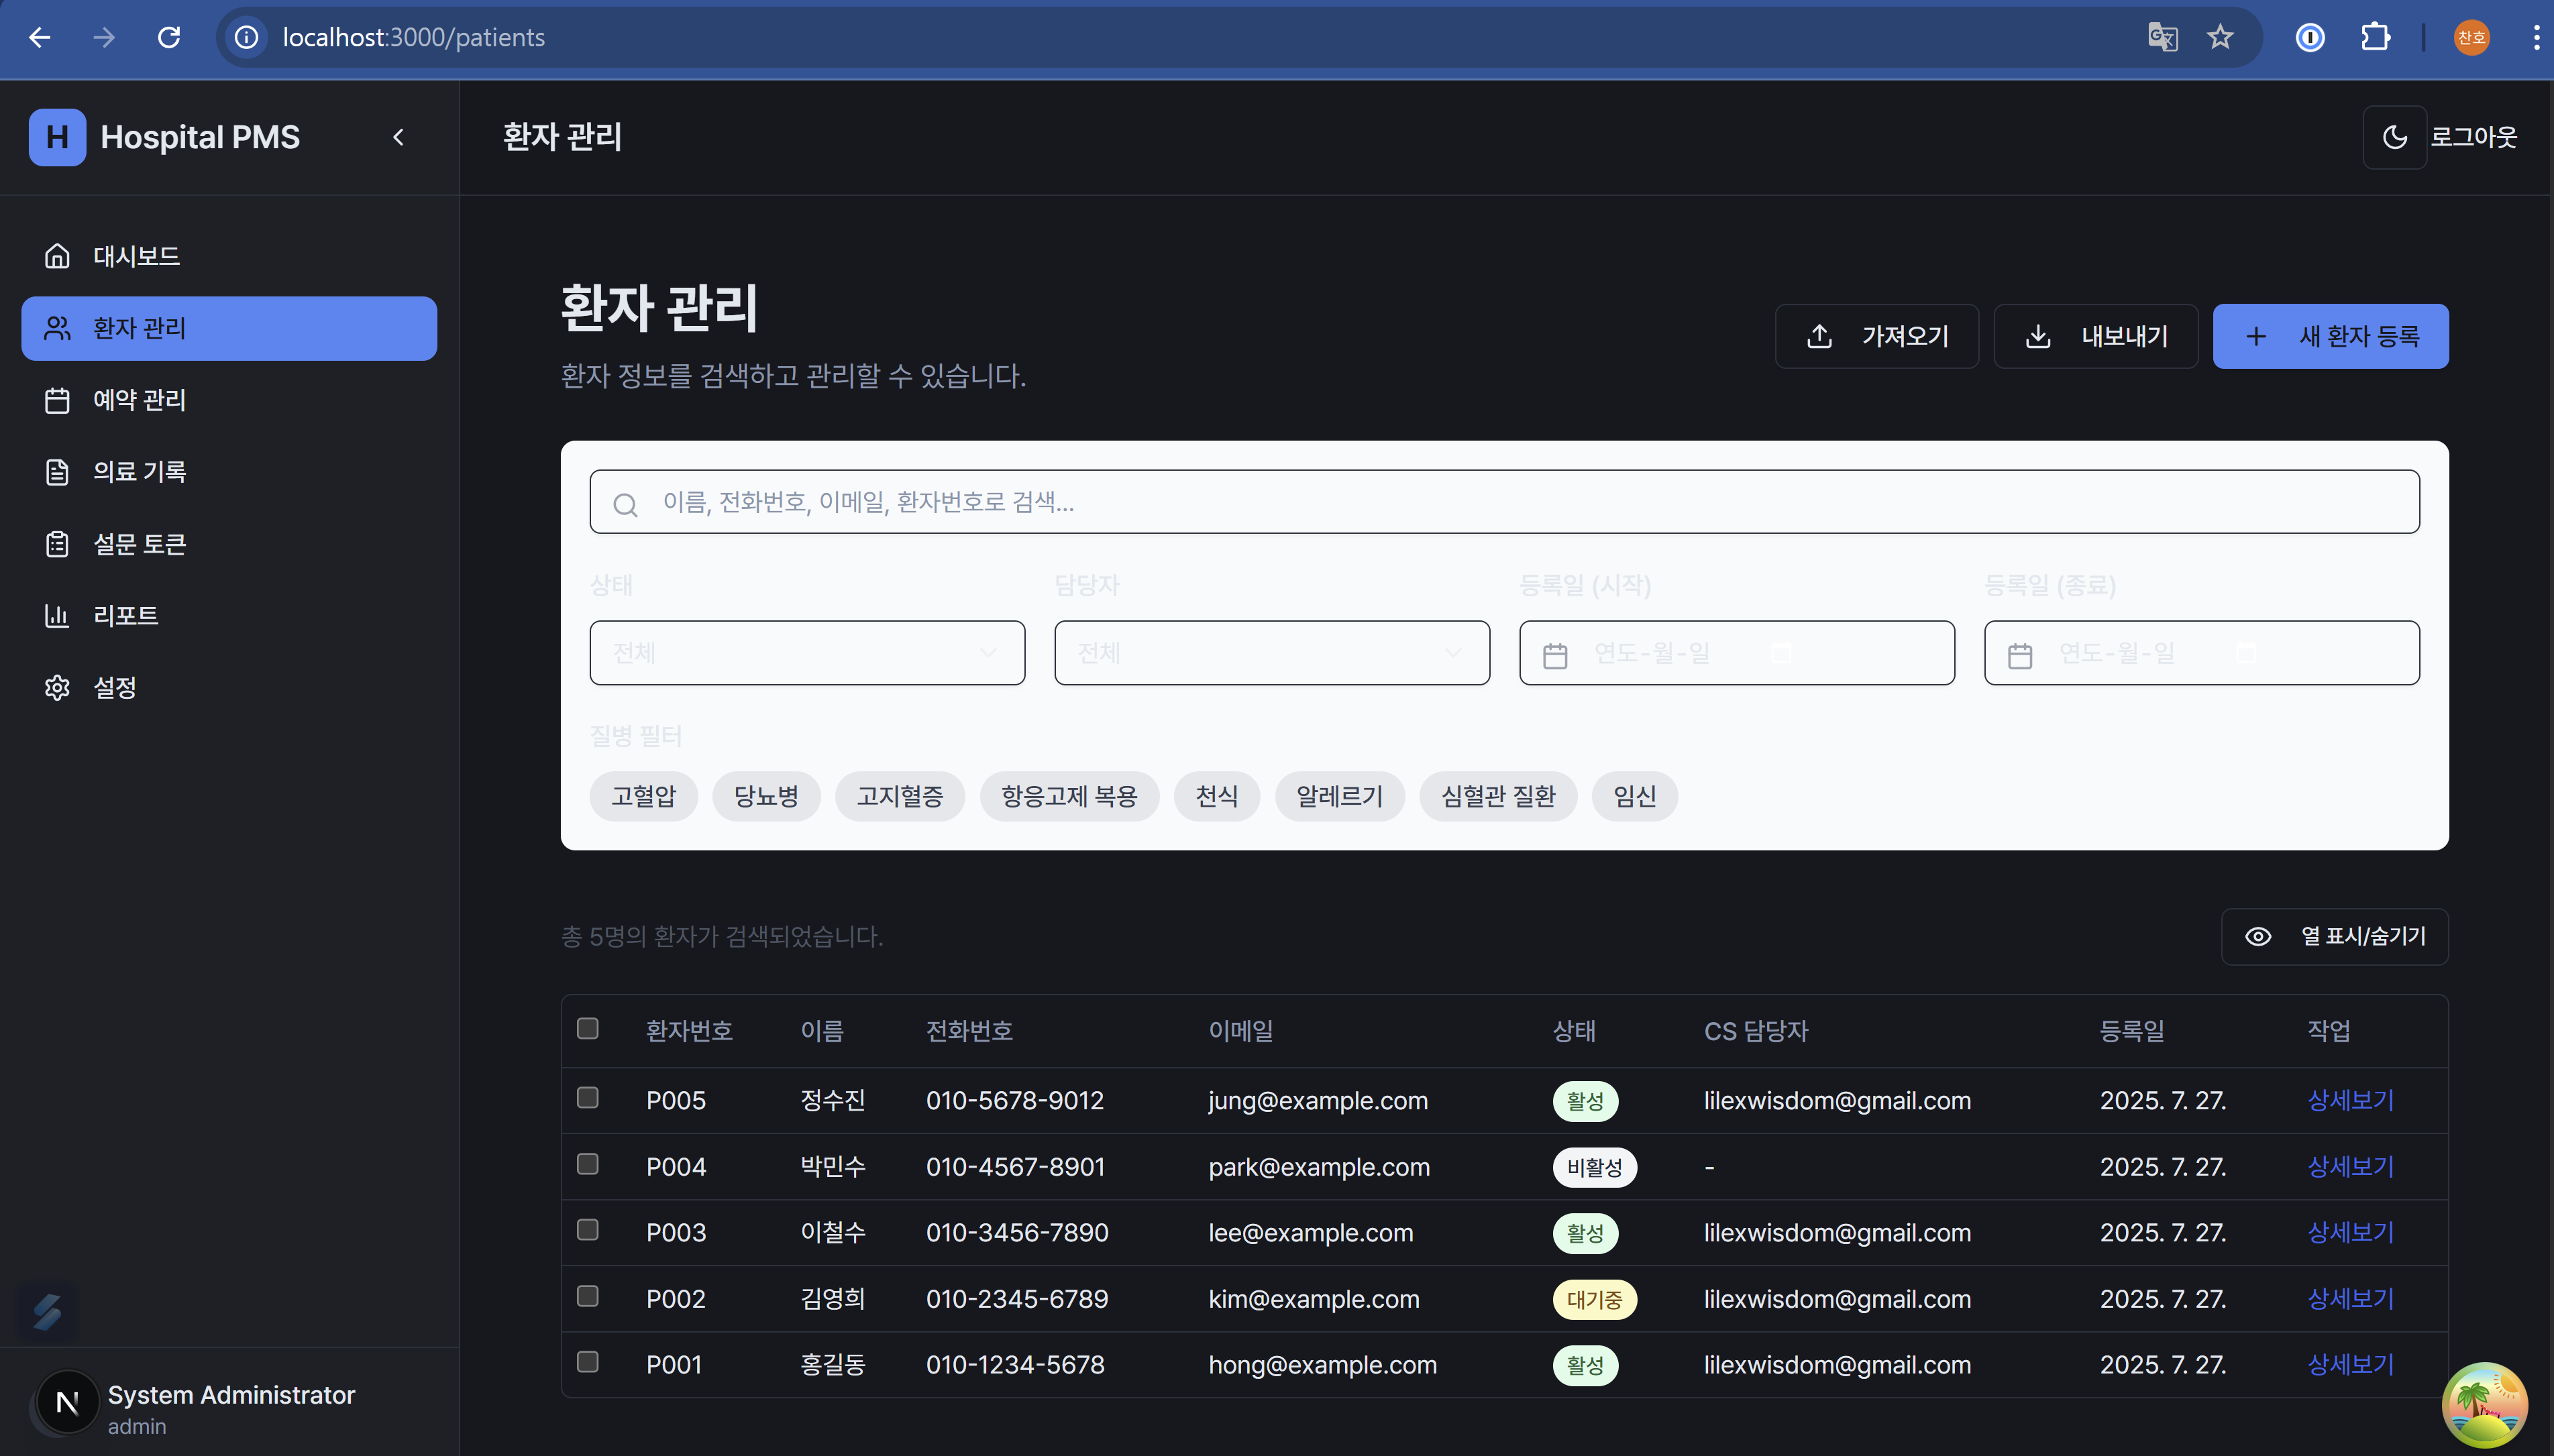 localhost:3000/patients
찬호
H Hospital PMS
환자 관리
로그아웃
대시보드
환자 관리
예약 관리
의료 기록
설문 토큰
리포트
설정
N
System Administrator
admin
환자 관리
환자 정보를 검색하고 관리할 수 있습니다.
가져오기
내보내기
새 환자 등록
이름, 전화번호, 이메일, 환자번호로 검색...
상태 담당자 등록일 (시작) 등록일 (종료)
전체 전체 연도-월-일 연도-월-일
질병 필터
고혈압 당뇨병 고지혈증 항응고제 복용 천식 알레르기 심혈관 질환 임신
총 5명의 환자가 검색되었습니다.
열 표시/숨기기
환자번호 이름 전화번호 이메일 상태 CS 담당자 등록일 작업
P005 정수진 010-5678-9012 jung@example.com 활성 lilexwisdom@gmail.com 2025. 7. 27. 상세보기
P004 박민수 010-4567-8901 park@example.com 비활성 - 2025. 7. 27. 상세보기
P003 이철수 010-3456-7890 lee@example.com 활성 lilexwisdom@gmail.com 2025. 7. 27. 상세보기
P002 김영희 010-2345-6789 kim@example.com 대기중 lilexwisdom@gmail.com 2025. 7. 27. 상세보기
P001 홍길동 010-1234-5678 hong@example.com 활성 lilexwisdom@gmail.com 2025. 7. 27. 상세보기